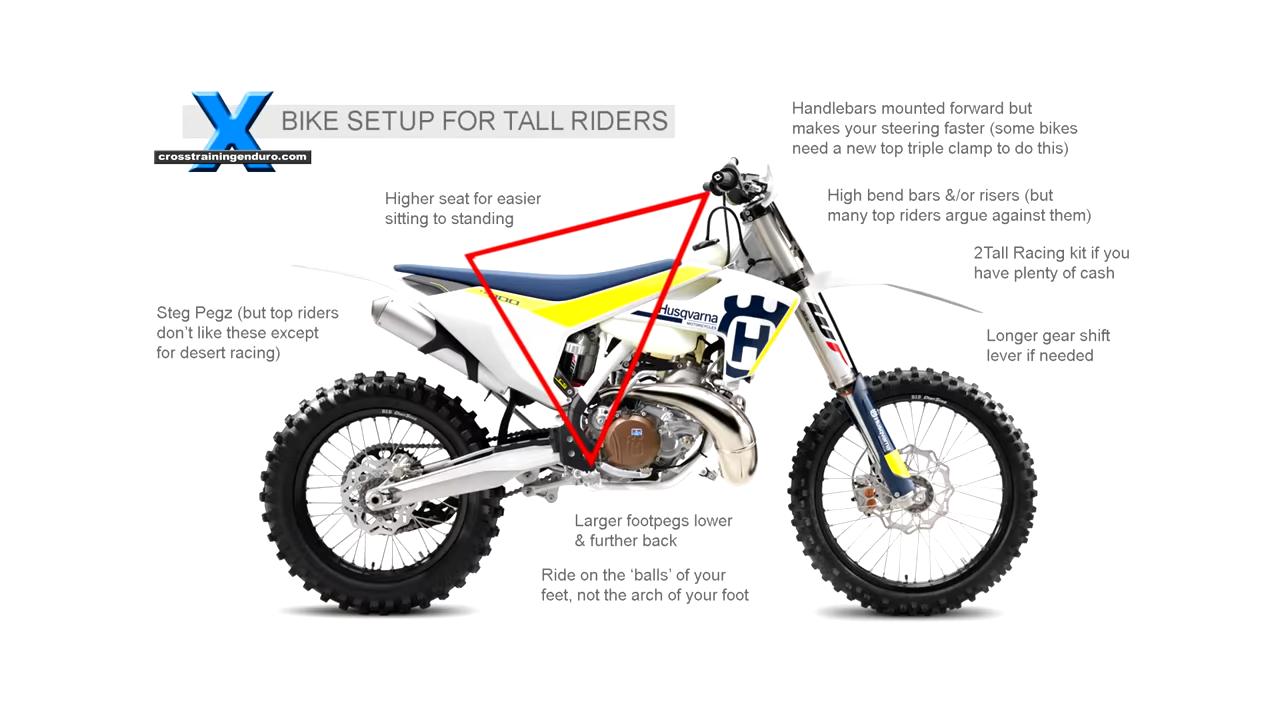 BIKE SETUP FOR TALL RIDERS
crosstrainingenduro.com
Handlebars mounted forward but
makes your steering faster (some bikes
need a new top triple clamp to do this)
Higher seat for easier
sitting to standing
High bend bars &/or risers (but
many top riders argue against them)
2Tall Racing kit if you
have plenty of cash
Steg Pegz (but top riders
don’t like these except
for desert racing)
Longer gear shift
lever if needed
Husqvarna
MOTORCYCLES
H
Husqvarna
Larger footpegs lower
& further back
Ride on the ‘balls’ of your
feet, not the arch of your foot